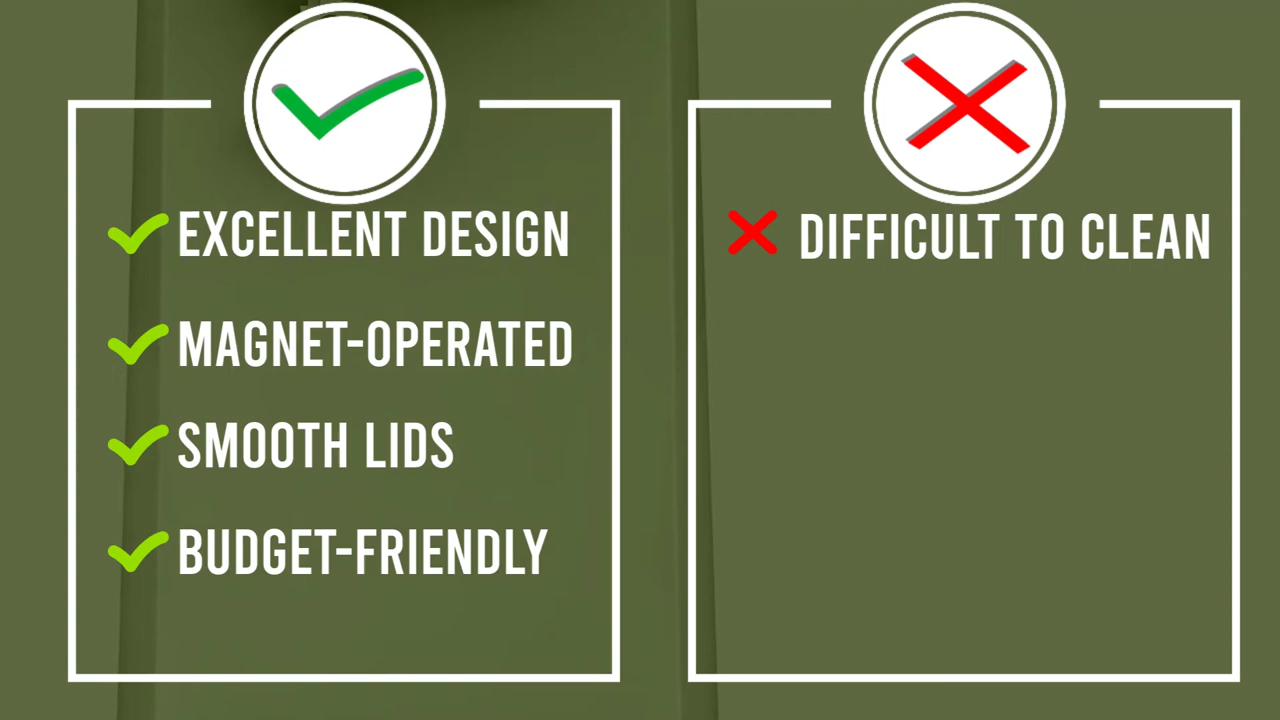 EXCELLENT DESIGN
MAGNET-OPERATED
SMOOTH LIDS
BUDGET-FRIENDLY
DIFFICULT TO CLEAN